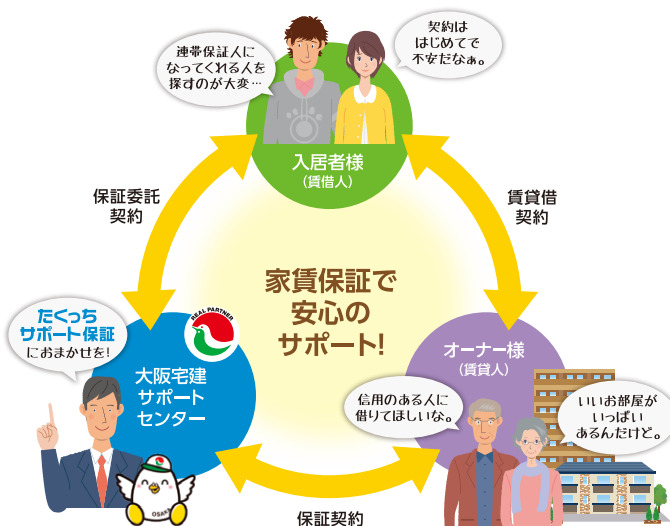 連帯保証人に
なってくれる人を
探すのが大変…
契約は
はじめてで
不安だなぁ。
入居者様
(賃借人)
保証委託
契約
賃貸借
契約
家賃保証で
安心の
サポート!
たくっち
サポート保証
におまかせを!
REAL PARTNER
大阪宅建
サポート
センター
オーナー様
(賃貸人)
信用のある人に
借りてほしいな。
いいお部屋が
いっぱい
あるんだけど。
OSAKA
保証契約